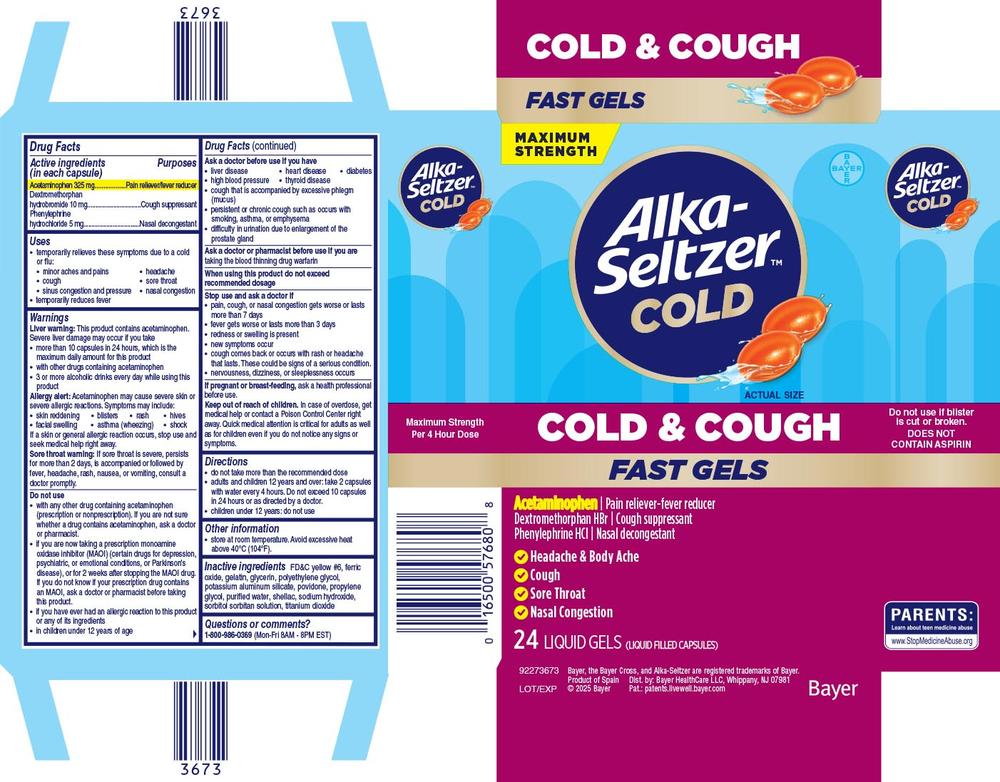 3673
Drug Facts
Active ingredients Purposes
(in each capsule)
Acetaminophen 325 mg......................Pain reliever/fever reducer
Dextromethorphan
hydrobromide 10 mg......................Cough suppressant
Phenylephrine
hydrochloride 5 mg......................Nasal decongestant
Uses
• temporarily relieves these symptoms due to a cold
or flu:
• minor aches and pains • headache
• cough • sore throat
• sinus congestion and pressure • nasal congestion
• temporarily reduces fever
Warnings
Liver warning: This product contains acetaminophen.
Severe liver damage may occur if you take
• more than 10 capsules in 24 hours, which is the
maximum daily amount for this product
• with other drugs containing acetaminophen
• 3 or more alcoholic drinks every day while using this
product
Allergy alert: Acetaminophen may cause severe skin or
severe allergic reactions. Symptoms may include:
• skin reddening • blisters • rash • hives
• facial swelling • asthma (wheezing) • shock
If a skin or general allergic reaction occurs, stop use and
seek medical help right away.
Sore throat warning: If sore throat is severe, persists
for more than 2 days, is accompanied or followed by
fever, headache, rash, nausea, or vomiting, consult a
doctor promptly.
Do not use
• with any other drug containing acetaminophen
(prescription or nonprescription). If you are not sure
whether a drug contains acetaminophen, ask a doctor
or pharmacist.
• if you are now taking a prescription monoamine
oxidase inhibitor (MAOI) (certain drugs for depression,
psychiatric, or emotional conditions, or Parkinson's
disease), or for 2 weeks after stopping the MAOI drug.
If you do not know if your prescription drug contains
an MAOI, ask a doctor or pharmacist before taking
this product.
• if you have ever had an allergic reaction to this product
or any of its ingredients
• in children under 12 years of age
Drug Facts (continued)
Ask a doctor before use if you have
• liver disease • heart disease • diabetes
• high blood pressure • thyroid disease
• cough that is accompanied by excessive phlegm
(mucus)
• persistent or chronic cough such as occurs with
smoking, asthma, or emphysema
• difficulty in urination due to enlargement of the
prostate gland
Ask a doctor or pharmacist before use if you are
taking the blood thinning drug warfarin
When using this product do not exceed
recommended dosage
Stop use and ask a doctor if
• pain, cough, or nasal congestion gets worse or lasts
more than 7 days
• fever gets worse or lasts more than 3 days
• redness or swelling is present
• new symptoms occur
• cough comes back or occurs with rash or headache
that lasts. These could be signs of a serious condition.
• nervousness, dizziness, or sleeplessness occurs
If pregnant or breast-feeding, ask a health professional
before use.
Keep out of reach of children. In case of overdose, get
medical help or contact a Poison Control Center right
away. Quick medical attention is critical for adults as well
as for children even if you do not notice any signs or
symptoms.
Directions
• do not take more than the recommended dose
• adults and children 12 years and over: take 2 capsules
with water every 4 hours. Do not exceed 10 capsules
in 24 hours or as directed by a doctor.
• children under 12 years: do not use
Other information
• store at room temperature. Avoid excessive heat
above 40°C (104°F).
Inactive ingredients FD&C yellow #6, ferric
oxide, gelatin, glycerin, polyethylene glycol,
potassium aluminum silicate, povidone, propylene
glycol, purified water, shellac, sodium hydroxide,
sorbitol sorbitan solution, titanium dioxide
Questions or comments?
1-800-986-0369 (Mon-Fri 8AM - 8PM EST)
3673
COLD & COUGH
FAST GELS
MAXIMUM
STRENGTH
Alka-
Seltzer™
COLD
Maximum Strength
Per 4 Hour Dose
0 16500 57680 8
BAYER
BAYER
Alka-
Seltzer™
COLD
ACTUAL SIZE
COLD & COUGH
FAST GELS
Acetaminophen | Pain reliever-fever reducer
Dextromethorphan HBr | Cough suppressant
Phenylephrine HCl | Nasal decongestant
Headache & Body Ache
Cough
Sore Throat
Nasal Congestion
24 LIQUID GELS (LIQUID FILLED CAPSULES)
92273673 Bayer, the Bayer Cross, and Alka-Seltzer are registered trademarks of Bayer.
Product of Spain Dist. by: Bayer HealthCare LLC, Whippany, NJ 07981
LOT/EXP © 2025 Bayer Pat.: patents.livewell.bayer.com
Bayer
Alka-
Seltzer™
COLD
Do not use if blister
is cut or broken.
DOES NOT
CONTAIN ASPIRIN
PARENTS:
Learn about teen medicine abuse
www.StopMedicineAbuse.org